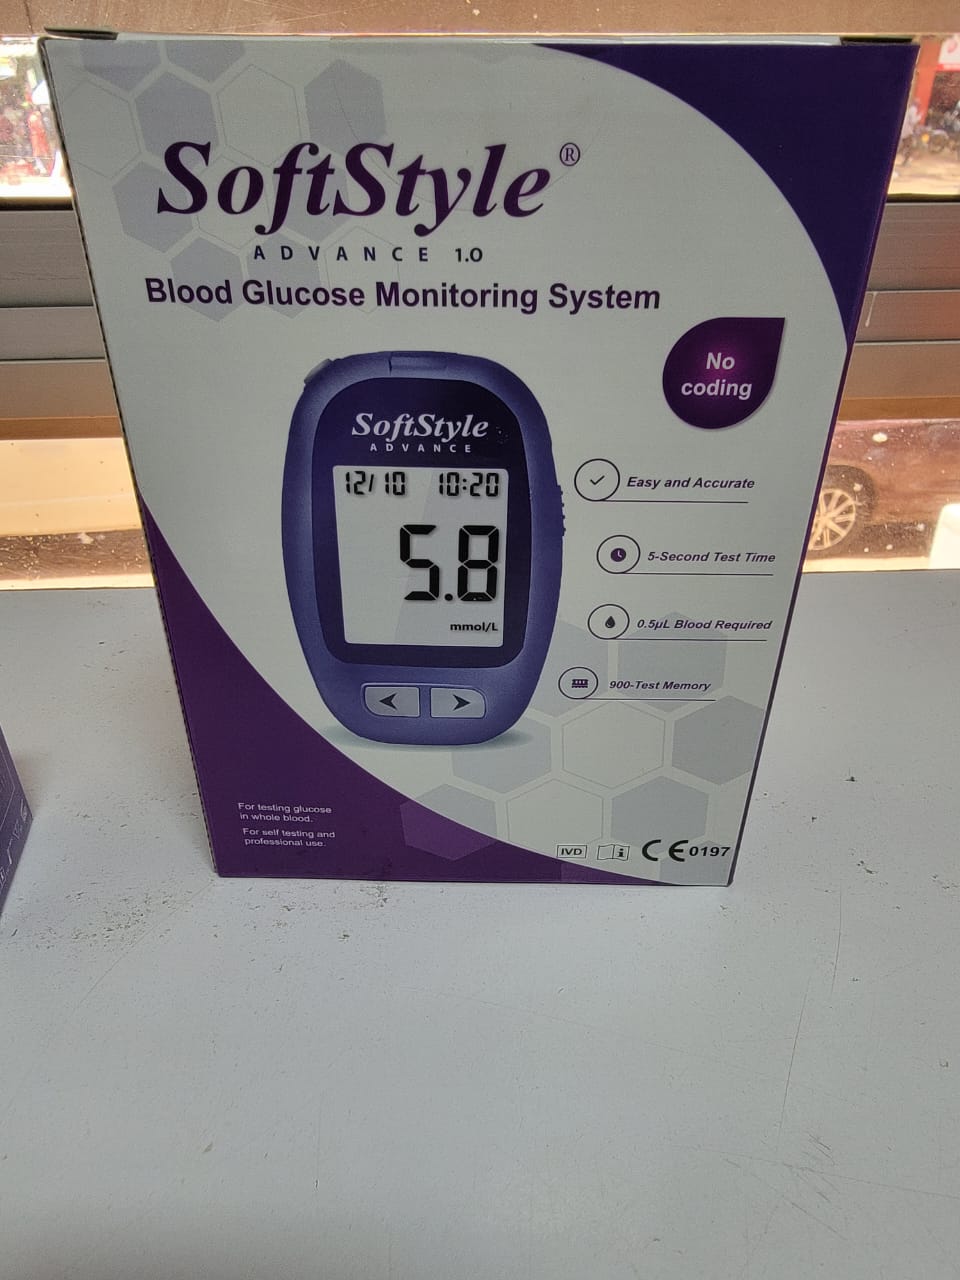 SoftStyle®
ADVANCE 1.0
Blood Glucose Monitoring System
No
coding
SoftStyle
ADVANCE
12/10 10:20
5.8
mmol/L
Easy and Accurate
5-Second Test Time
0.5µL Blood Required
900-Test Memory
For testing glucose
in whole blood.
For self testing and
professional use.
IVD i CE0197